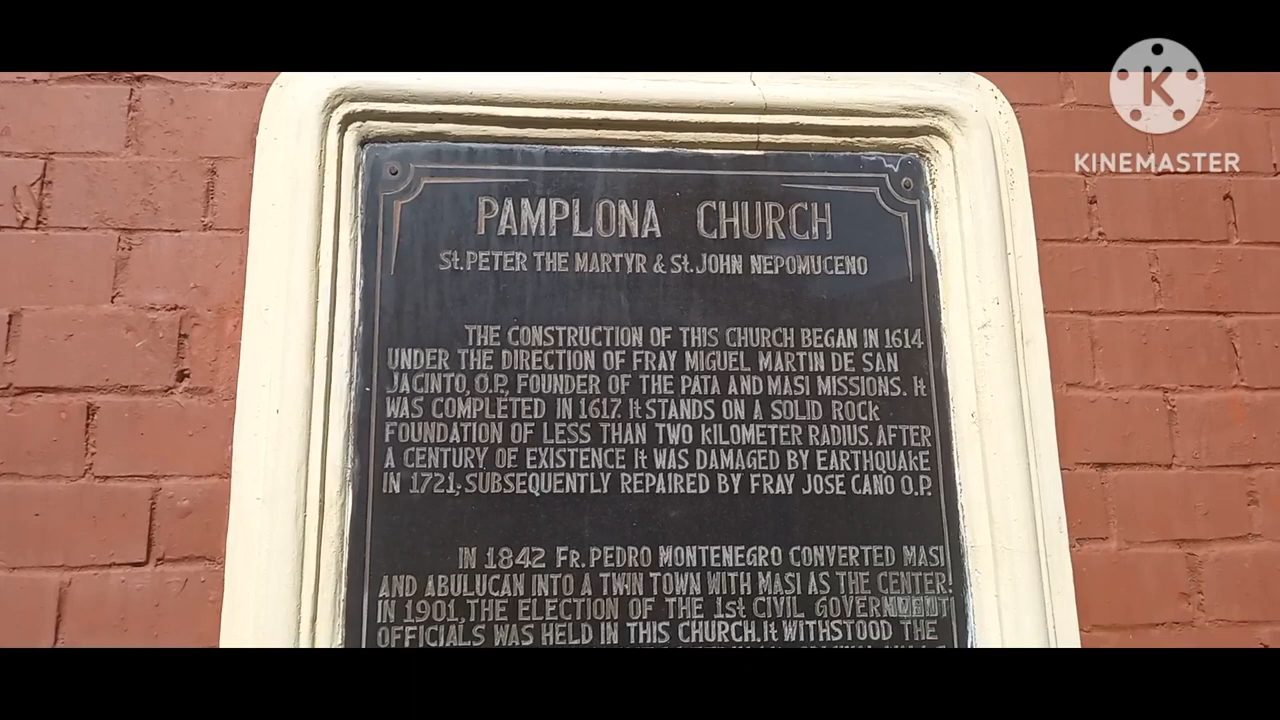 KINEMASTER
PAMPLONA CHURCH
St. PETER THE MARTYR & St. JOHN NEPOMUCENO
THE CONSTRUCTION OF THIS CHURCH BEGAN IN 1614
UNDER THE DIRECTION OF FRAY MIGUEL MARTIN DE SAN
JACINTO, O.P., FOUNDER OF THE PATA AND MASI MISSIONS. It
WAS COMPLETED IN 1617. It STANDS ON A SOLID ROCK
FOUNDATION OF LESS THAN TWO KILOMETER RADIUS. AFTER
A CENTURY OF EXISTENCE It WAS DAMAGED BY EARTHQUAKE
IN 1721; SUBSEQUENTLY REPAIRED BY FRAY JOSE CAÑO O.P.
IN 1842 FR. PEDRO MONTENEGRO CONVERTED MASI
AND ABULUCAN INTO A TWIN TOWN WITH MASI AS THE CENTER.
IN 1901, THE ELECTION OF THE 1st CIVIL GOVERNMENT
OFFICIALS WAS HELD IN THIS CHURCH. It WITHSTOOD THE